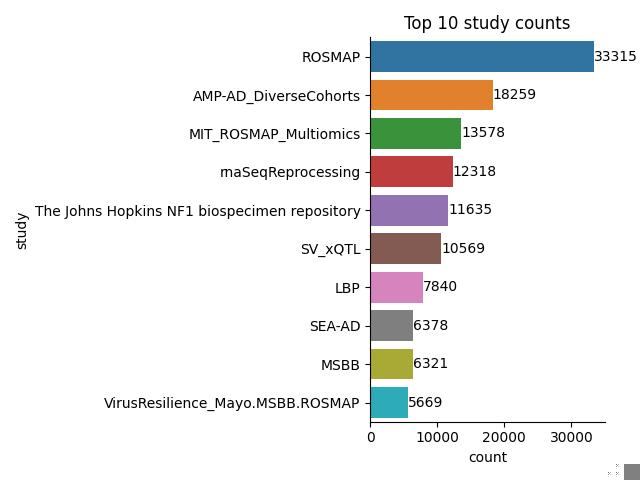 Top 10 study counts
ROSMAP 33315
AMP-AD_DiverseCohorts 18259
MIT_ROSMAP_Multiomics 13578
rnaSeqReprocessing 12318
The Johns Hopkins NF1 biospecimen repository 11635
study
SV_xQTL 10569
LBP 7840
SEA-AD 6378
MSBB 6321
VirusResilience_Mayo.MSBB.ROSMAP 5669
0 10000 20000 30000
count